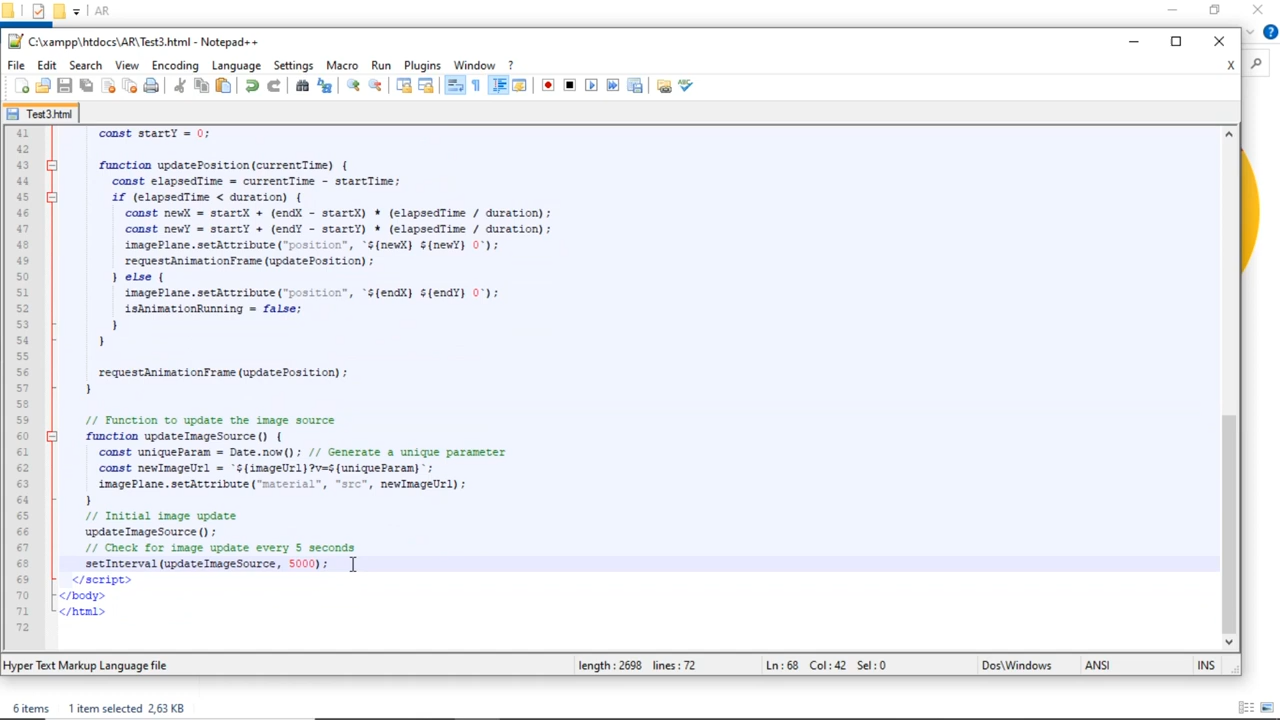 AR
C:\xampp\htdocs\AR\Test3.html - Notepad++
File Edit Search View Encoding Language Settings Macro Run Plugins Window ? X
Test3.html
41 const startY = 0;
42
43 function updatePosition(currentTime) {
44 const elapsedTime = currentTime - startTime;
45 if (elapsedTime < duration) {
46 const newX = startX + (endX - startX) * (elapsedTime / duration);
47 const newY = startY + (endY - startY) * (elapsedTime / duration);
48 imagePlane.setAttribute("position", `${newX} ${newY} 0`);
49 requestAnimationFrame(updatePosition);
50 } else {
51 imagePlane.setAttribute("position", `${endX} ${endY} 0`);
52 isAnimationRunning = false;
53 }
54 }
55
56 requestAnimationFrame(updatePosition);
57 }
58
59 // Function to update the image source
60 function updateImageSource() {
61 const uniqueParam = Date.now(); // Generate a unique parameter
62 const newImageUrl = `${imageUrl}?v=${uniqueParam}`;
63 imagePlane.setAttribute("material", "src", newImageUrl);
64 }
65 // Initial image update
66 updateImageSource();
67 // Check for image update every 5 seconds
68 setInterval(updateImageSource, 5000);
69 </script>
70 </body>
71 </html>
72
Hyper Text Markup Language file length : 2698 lines : 72 Ln : 68 Col : 42 Sel : 0 Dos\Windows ANSI INS
6 items 1 item selected 2,63 KB